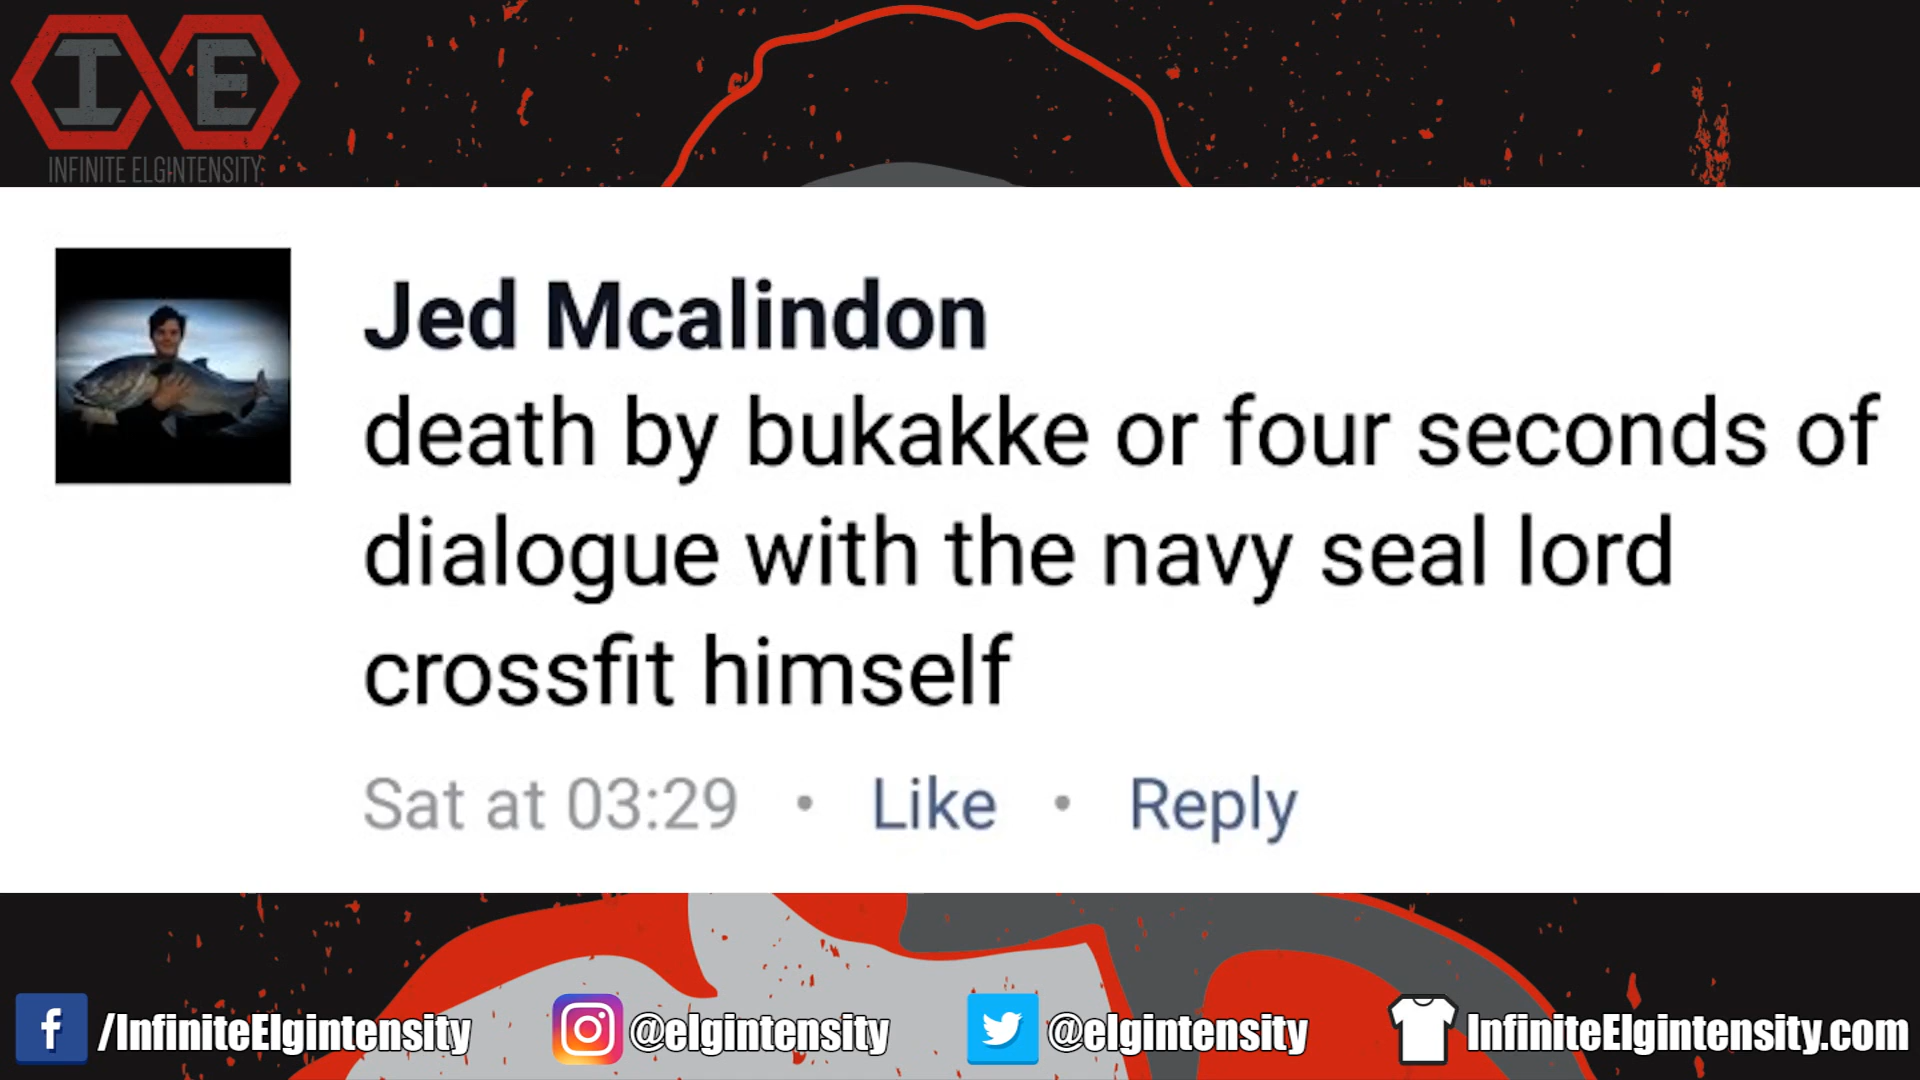 IE
INFINITE ELGINTENSITY
Jed Mcalindon
death by bukakke or four seconds of
dialogue with the navy seal lord
crossfit himself
Sat at 03:29 • Like • Reply
f /InfiniteElgintensity @elgintensity @elgintensity InfiniteElgintensity.com